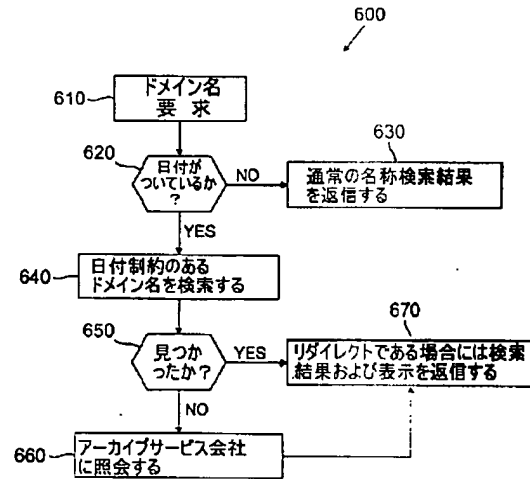 600
610
ドメイン名
要 求
620
日付が
ついているか
?
NO
630
通常の名称検索結果
を返信する
YES
640
日付制約のある
ドメイン名を検索する
650
見つか
ったか?
YES
670
リダイレクトである場合には検索
結果および表示を返信する
NO
660
アーカイブサービス会社
に照会する